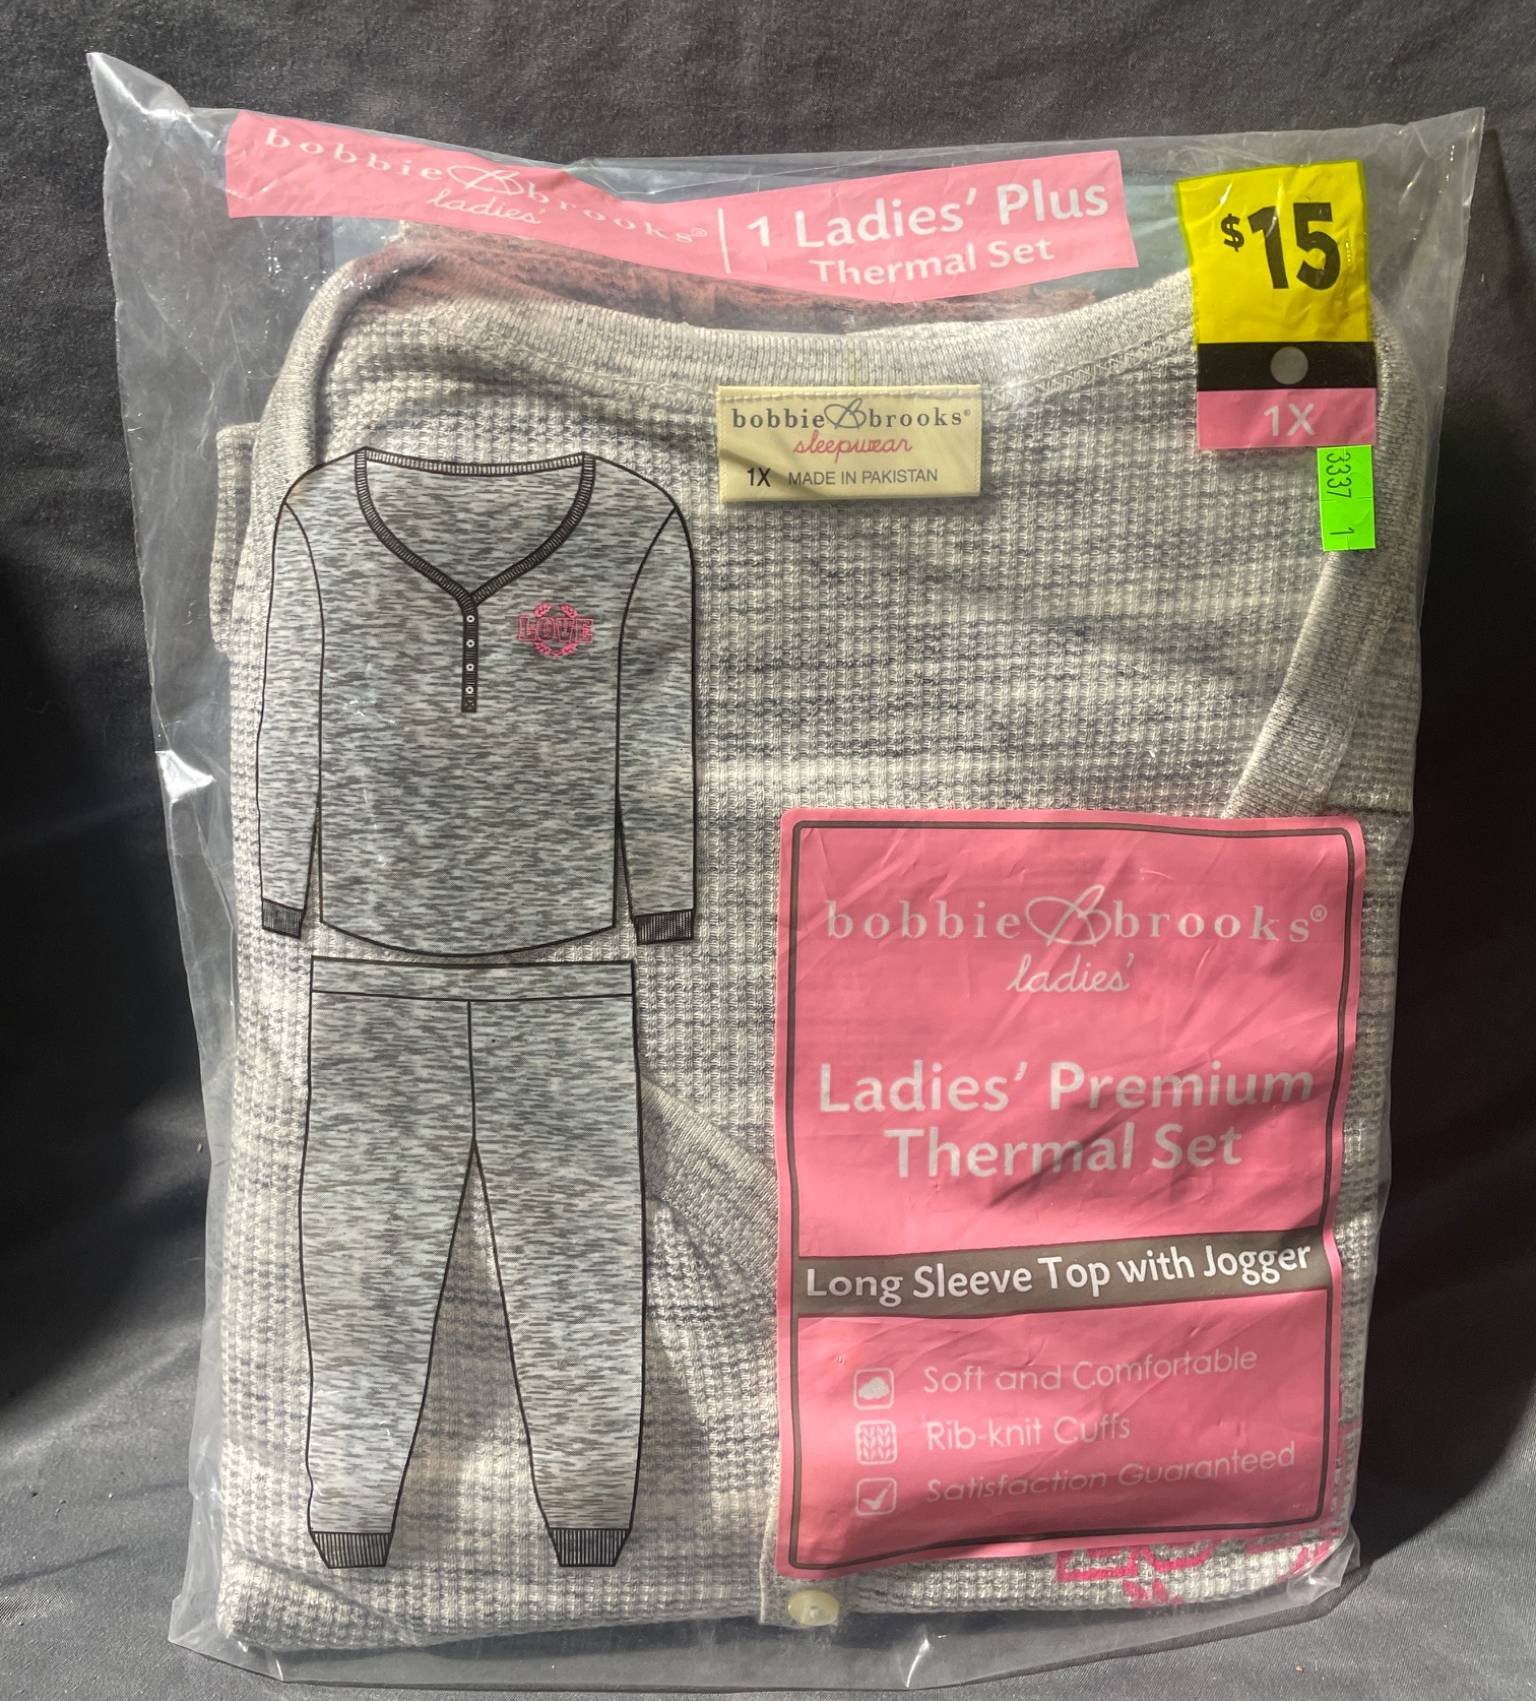 bobbie brooks®
ladies'
1 Ladies' Plus
Thermal Set
$15
1X
3337 1
bobbie brooks®
sleepwear
1X MADE IN PAKISTAN
LOVE
bobbie brooks®
ladies'
Ladies' Premium
Thermal Set
Long Sleeve Top with Jogger
Soft and Comfortable
Rib-knit Cuffs
Satisfaction Guaranteed